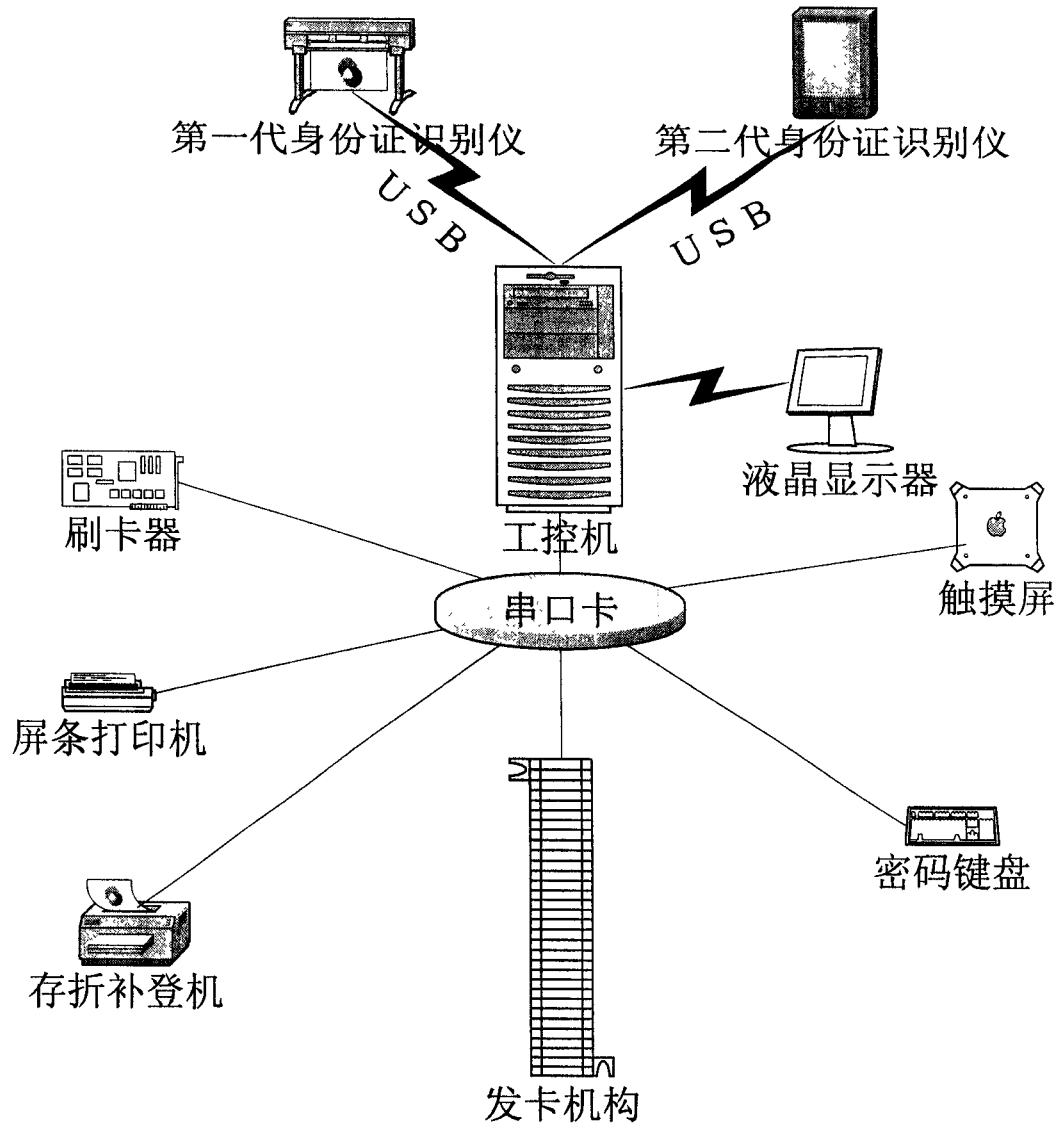 第一代身份证识别仪
第二代身份证识别仪
USB
USB
液晶显示器
刷卡器
工控机
触摸屏
串口卡
屏条打印机
密码键盘
存折补登机
发卡机构